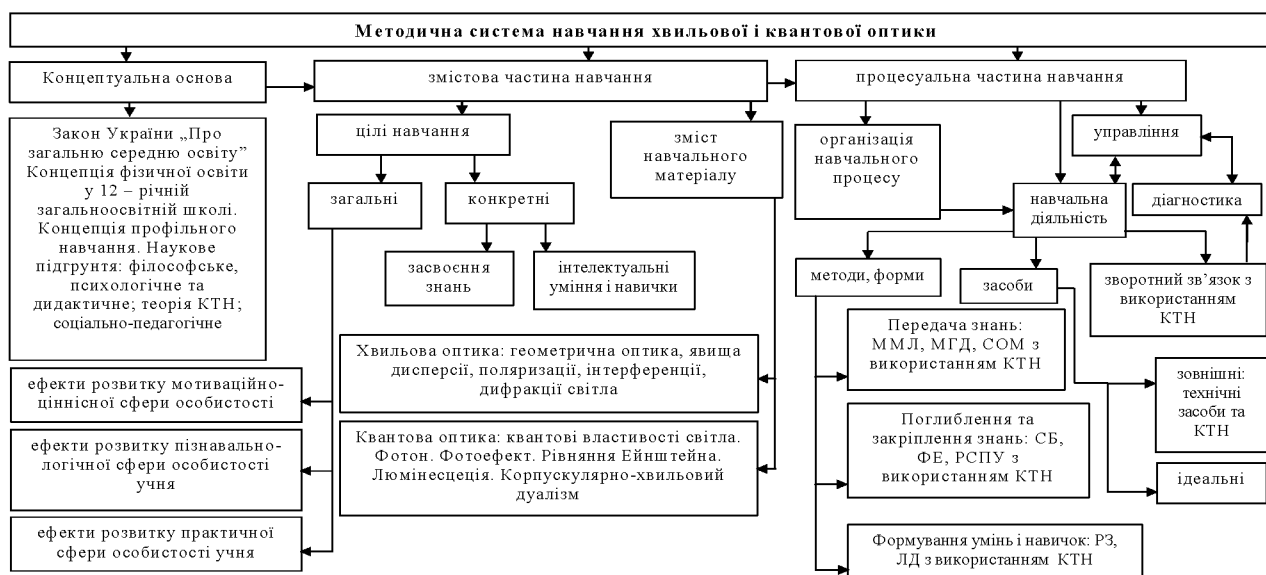 Методична система навчання хвильової і квантової оптики
Концептуальна основа
змістова частина навчання
процесуальна частина навчання
Закон України „Про
загальню середню освіту”
Концепція фізичної освіти
у 12 – річній
загальноосвітній школі.
Концепція профільного
навчання. Наукове
підгрунтя: філософське,
психологічне та
дидактичне; теорія КТН;
соціально-педагогічне
цілі навчання
зміст
навчального
матеріалу
організація
навчального
процесу
управління
загальні
конкретні
навчальна
діяльність
діагностика
засвоєння
знань
інтелектуальні
уміння і навички
методи, форми
засоби
зворотний зв’язок з
використанням
КТН
Хвильова оптика: геометрична оптика, явища
дисперсії, поляризації, інтерференції,
дифракції світла
Передача знань:
ММЛ, МГД, СОМ з
використанням КТН
зовнішні:
технічні
засоби та
КТН
ефекти розвитку мотиваційно-
ціннісної сфери особистості
ефекти розвитку пізнавально-
логічної сфери особистості
учня
Квантова оптика: квантові властивості світла.
Фотон. Фотоефект. Рівняння Ейнштейна.
Люмінесцеція. Корпускулярно-хвильовий
дуалізм
Поглиблення та
закріплення знань: СБ,
ФЕ, РСПУ з
використанням КТН
ідеальні
ефекти розвитку практичної
сфери особистості учня
Формування умінь і навичок: РЗ,
ЛД з використанням КТН